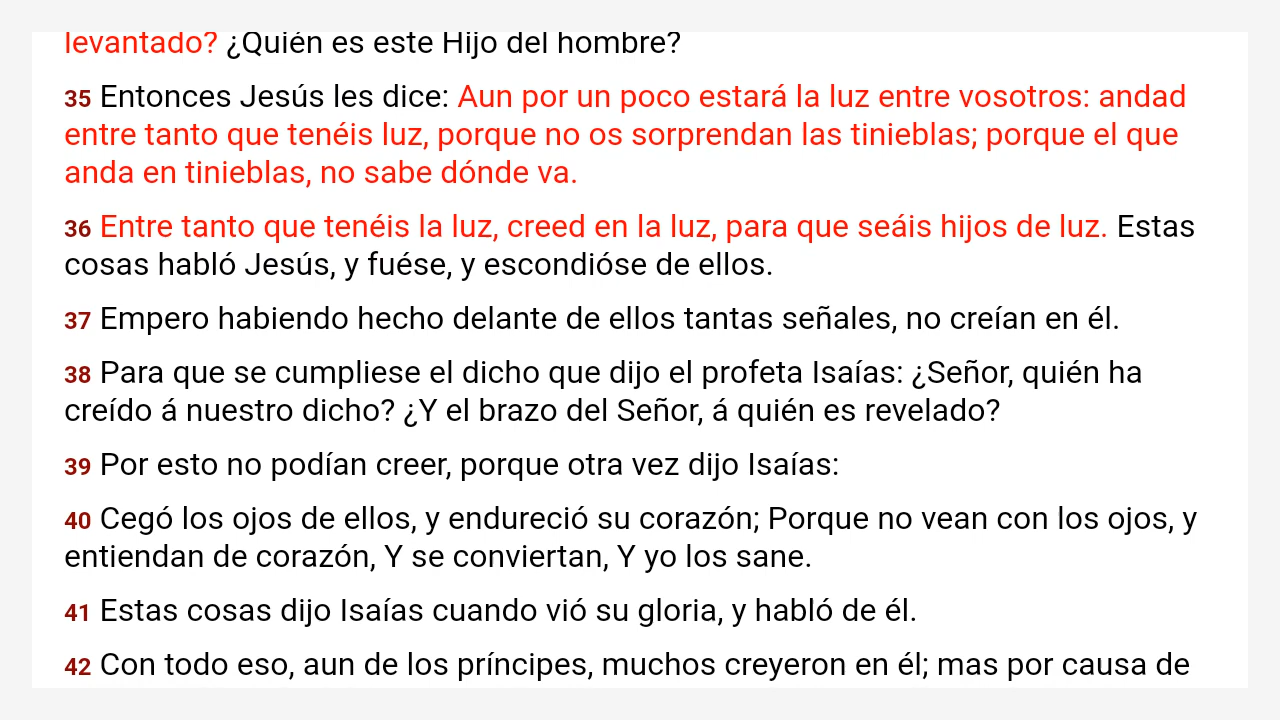 levantado? ¿Quién es este Hijo del hombre?
35 Entonces Jesús les dice: Aun por un poco estará la luz entre vosotros: andad
entre tanto que tenéis luz, porque no os sorprendan las tinieblas; porque el que
anda en tinieblas, no sabe dónde va.
36 Entre tanto que tenéis la luz, creed en la luz, para que seáis hijos de luz. Estas
cosas habló Jesús, y fuése, y escondióse de ellos.
37 Empero habiendo hecho delante de ellos tantas señales, no creían en él.
38 Para que se cumpliese el dicho que dijo el profeta Isaías: ¿Señor, quién ha
creído á nuestro dicho? ¿Y el brazo del Señor, á quién es revelado?
39 Por esto no podían creer, porque otra vez dijo Isaías:
40 Cegó los ojos de ellos, y endureció su corazón; Porque no vean con los ojos, y
entiendan de corazón, Y se conviertan, Y yo los sane.
41 Estas cosas dijo Isaías cuando vió su gloria, y habló de él.
42 Con todo eso, aun de los príncipes, muchos creyeron en él; mas por causa de